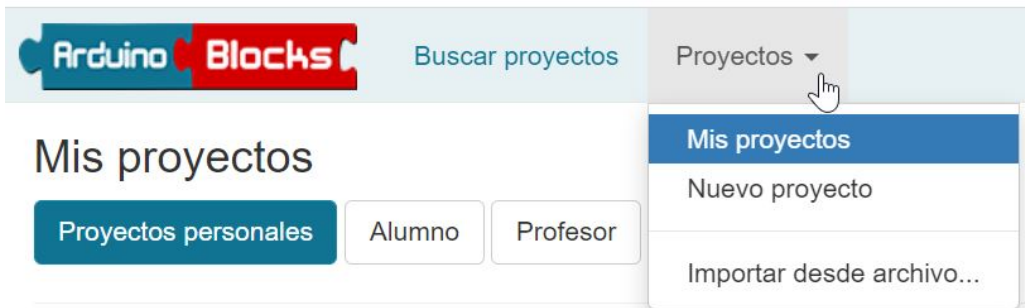 Arduino Blocks
Buscar proyectos
Proyectos
Mis proyectos
Nuevo proyecto
Importar desde archivo...
Mis proyectos
Proyectos personales
Alumno
Profesor